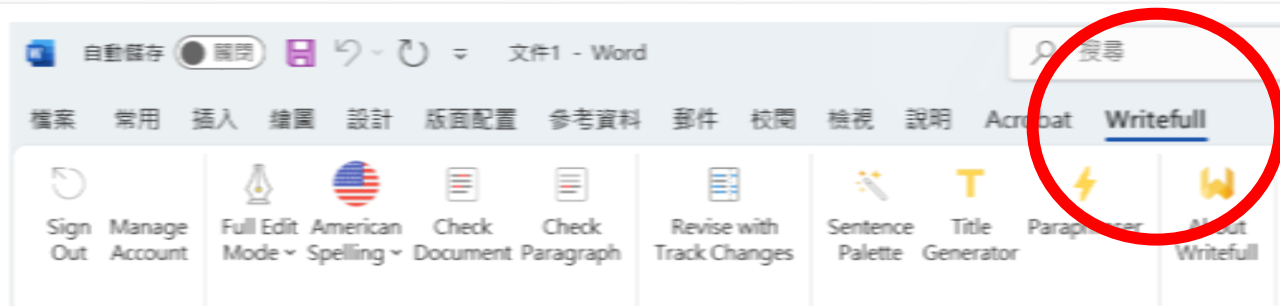 自動儲存 關閉 文件1 - Word 搜尋
檔案 常用 插入 繪圖 設計 版面配置 參考資料 郵件 校閱 檢視 說明 Acrobat Writefull
Sign Manage Full Edit American Check Check Revise with Sentence Title Paraphraser About
Out Account Mode Spelling Document Paragraph Track Changes Palette Generator Writefull